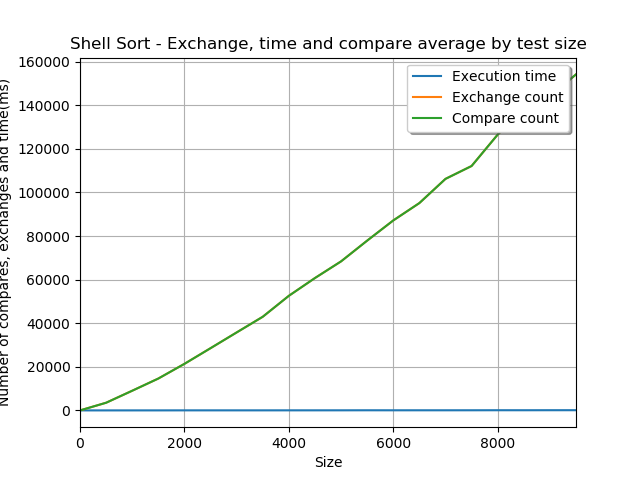 Shell Sort - Exchange, time and compare average by test size
Number of compares, exchanges and time(ms)
160000
140000
120000
100000
80000
60000
40000
20000
0
Execution time
Exchange count
Compare count
0
2000
4000
6000
8000
Size